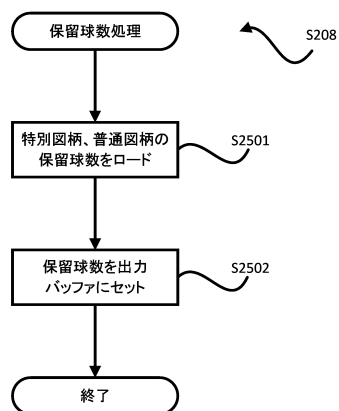 保留球数処理
S208
特別図柄、普通図柄の
保留球数をロード
S2501
保留球数を出力
バッファにセット
S2502
終了